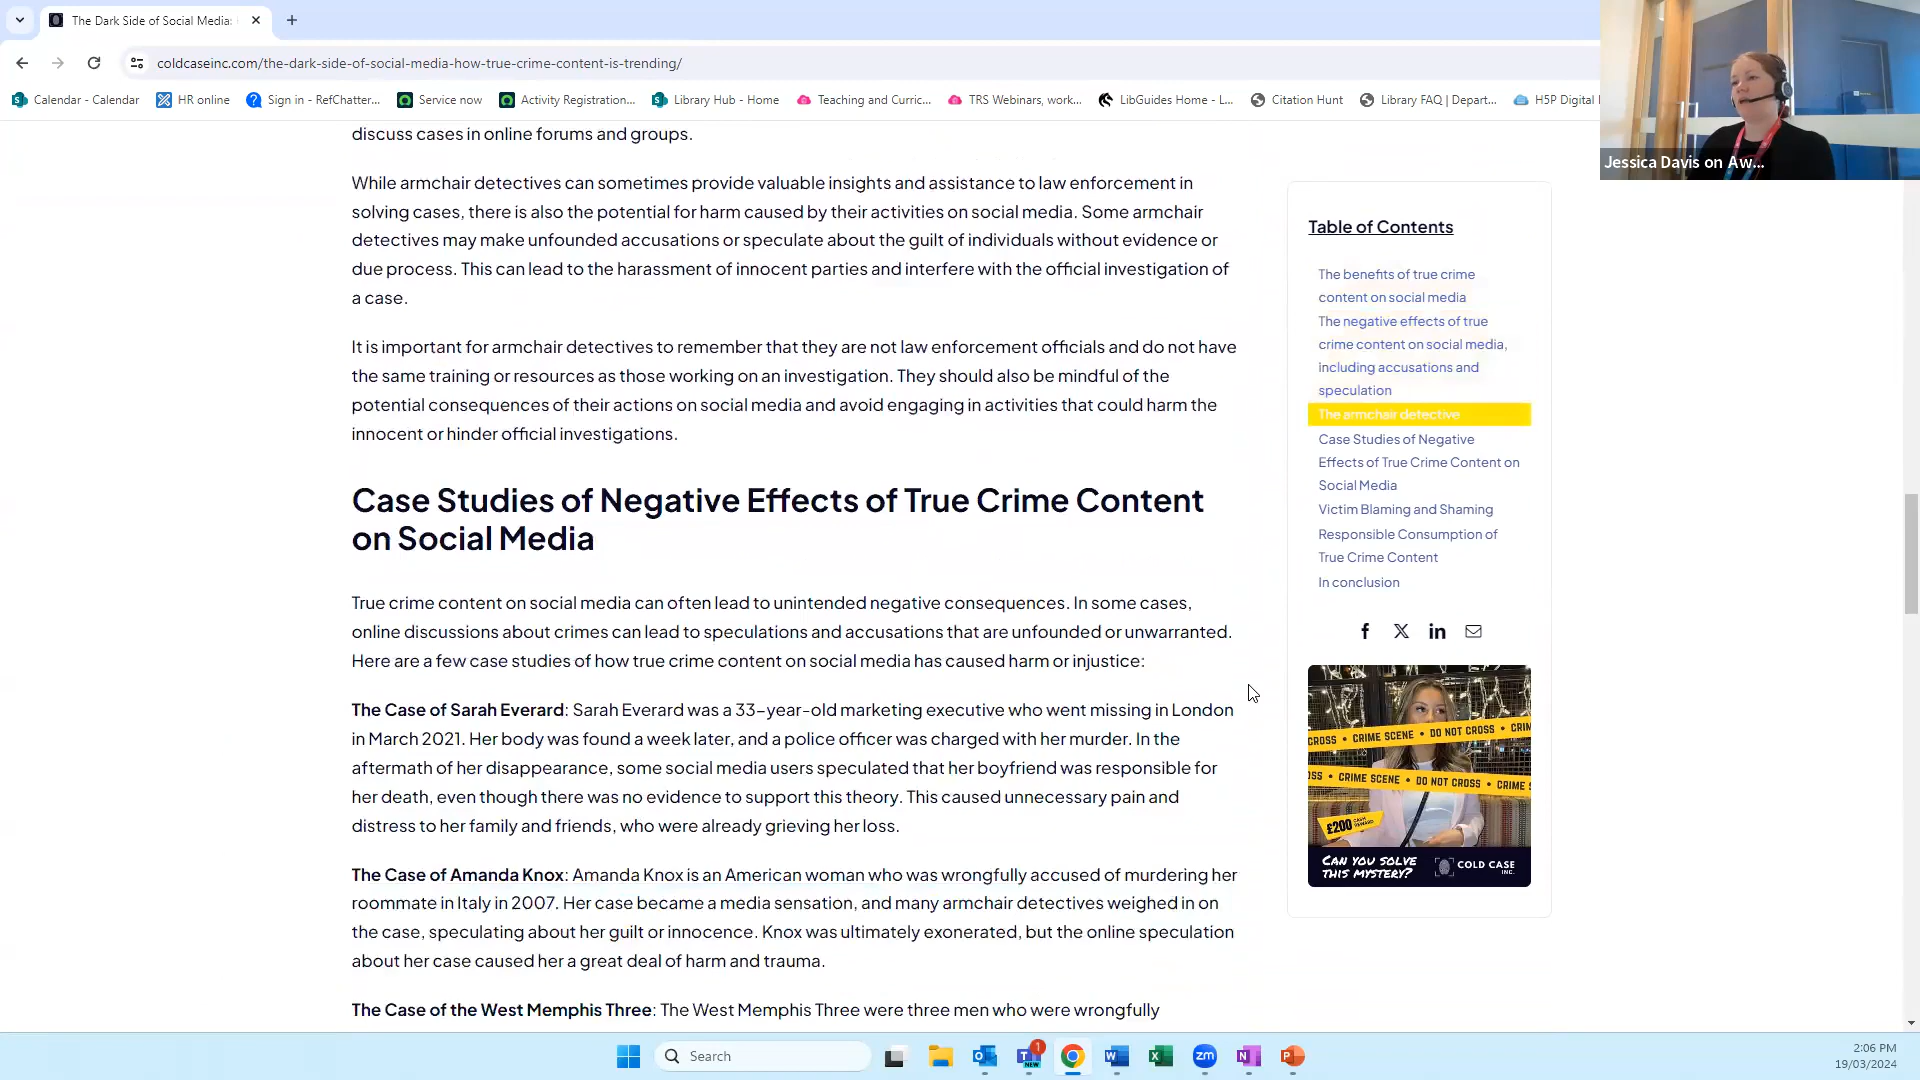 The Dark Side of Social Media:
coldcaseinc.com/the-dark-side-of-social-media-how-true-crime-content-is-trending/
Calendar - Calendar
HR online
Sign in - RefChatter...
Service now
Activity Registration...
Library Hub - Home
Teaching and Curric...
TRS Webinars, work...
LibGuides Home - L...
Citation Hunt
Library FAQ | Depart...
H5P Digital
Jessica Davis on Aw...
discuss cases in online forums and groups.
While armchair detectives can sometimes provide valuable insights and assistance to law enforcement in
solving cases, there is also the potential for harm caused by their activities on social media. Some armchair
detectives may make unfounded accusations or speculate about the guilt of individuals without evidence or
due process. This can lead to the harassment of innocent parties and interfere with the official investigation of
a case.
It is important for armchair detectives to remember that they are not law enforcement officials and do not have
the same training or resources as those working on an investigation. They should also be mindful of the
potential consequences of their actions on social media and avoid engaging in activities that could harm the
innocent or hinder official investigations.
Case Studies of Negative Effects of True Crime Content
on Social Media
True crime content on social media can often lead to unintended negative consequences. In some cases,
online discussions about crimes can lead to speculations and accusations that are unfounded or unwarranted.
Here are a few case studies of how true crime content on social media has caused harm or injustice:
The Case of Sarah Everard: Sarah Everard was a 33-year-old marketing executive who went missing in London
in March 2021. Her body was found a week later, and a police officer was charged with her murder. In the
aftermath of her disappearance, some social media users speculated that her boyfriend was responsible for
her death, even though there was no evidence to support this theory. This caused unnecessary pain and
distress to her family and friends, who were already grieving her loss.
The Case of Amanda Knox: Amanda Knox is an American woman who was wrongfully accused of murdering her
roommate in Italy in 2007. Her case became a media sensation, and many armchair detectives weighed in on
the case, speculating about her guilt or innocence. Knox was ultimately exonerated, but the online speculation
about her case caused her a great deal of harm and trauma.
The Case of the West Memphis Three: The West Memphis Three were three men who were wrongfully
Table of Contents
The benefits of true crime
content on social media
The negative effects of true
crime content on social media,
including accusations and
speculation
The armchair detective
Case Studies of Negative
Effects of True Crime Content on
Social Media
Victim Blaming and Shaming
Responsible Consumption of
True Crime Content
In conclusion
CROSS • CRIME SCENE • DO NOT CROSS • CRIM
SS • CRIME SCENE • DO NOT CROSS • CRIME S
£200 CASH REWARD
CAN YOU SOLVE
THIS MYSTERY?
COLD CASE
INC.
Search
1
NEW
zm
2:06 PM
19/03/2024